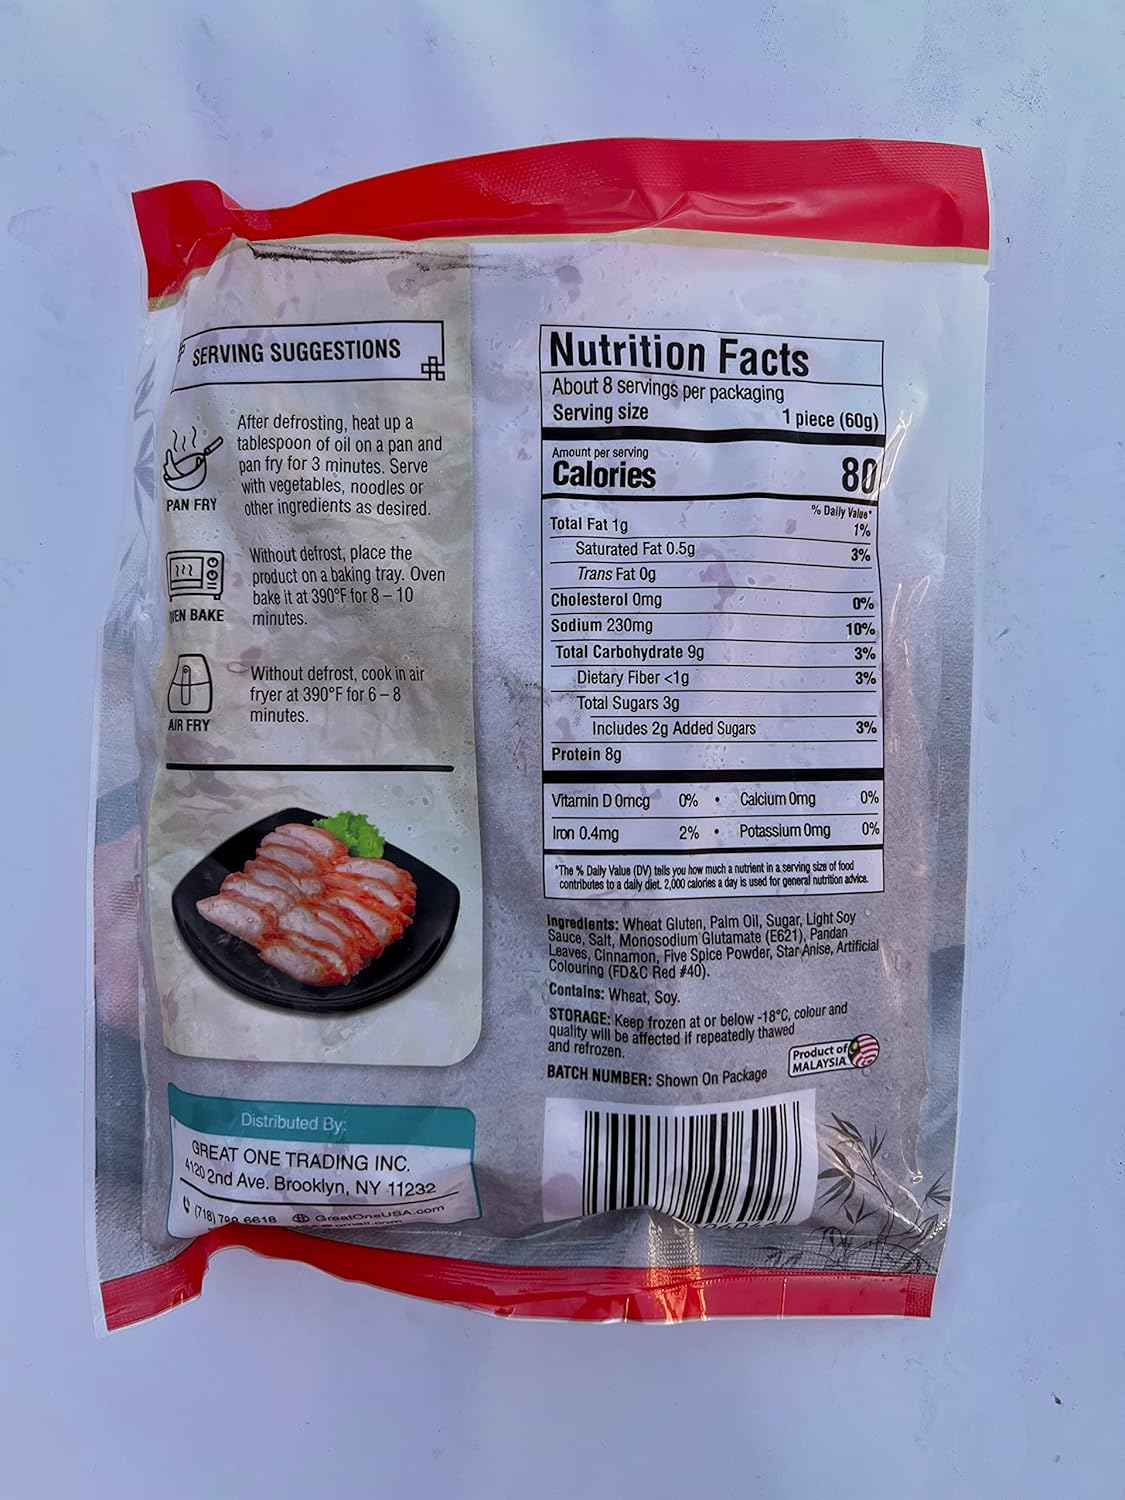 SERVING SUGGESTIONS
PAN FRY
After defrosting, heat up a
tablespoon of oil on a pan and
pan fry for 3 minutes. Serve
with vegetables, noodles or
other ingredients as desired.
BAKE
Without defrost, place the
product on a baking tray. Oven
bake it at 390°F for 8 – 10
minutes.
AIR FRY
Without defrost, cook in air
fryer at 390°F for 6 – 8
minutes.
Distributed By:
GREAT ONE TRADING INC.
4120 2nd Ave. Brooklyn, NY 11232
(718) 6618 GreatOneUSA.com
Nutrition Facts
About 8 servings per packaging
Serving size 1 piece (60g)
Amount per serving
Calories 80
% Daily Value*
Total Fat 1g 1%
Saturated Fat 0.5g 3%
Trans Fat 0g
Cholesterol 0mg 0%
Sodium 230mg 10%
Total Carbohydrate 9g 3%
Dietary Fiber <1g 3%
Total Sugars 3g
Includes 2g Added Sugars 3%
Protein 8g
Vitamin D 0mcg 0% • Calcium 0mg 0%
Iron 0.4mg 2% • Potassium 0mg 0%
*The % Daily Value (DV) tells you how much a nutrient in a serving size of food
contributes to a daily diet. 2,000 calories a day is used for general nutrition advice.
Ingredients: Wheat Gluten, Palm Oil, Sugar, Light Soy
Sauce, Salt, Monosodium Glutamate (E621), Pandan
Leaves, Cinnamon, Five Spice Powder, Star Anise, Artificial
Colouring (FD&C Red #40).
Contains: Wheat, Soy.
STORAGE: Keep frozen at or below -18°C, colour and
quality will be affected if repeatedly thawed
and refrozen.
Product of
MALAYSIA
BATCH NUMBER: Shown On Package